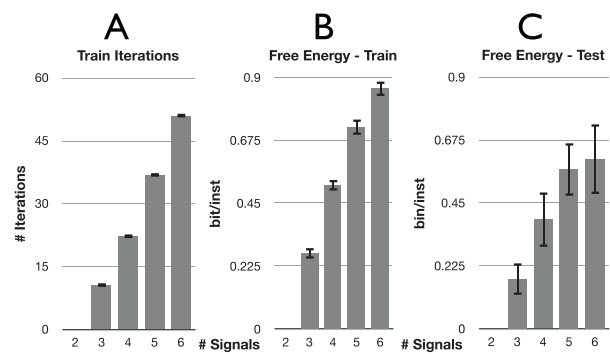 A
B
C
Train Iterations
Free Energy - Train
Free Energy - Test
60
45
30
15
0
# Iterations
2 3 4 5 6
# Signals
0.9
0.675
0.45
0.225
0
bit/inst
2 3 4 5 6
# Signals
0.9
0.675
0.45
0.225
0
bin/inst
2 3 4 5 6